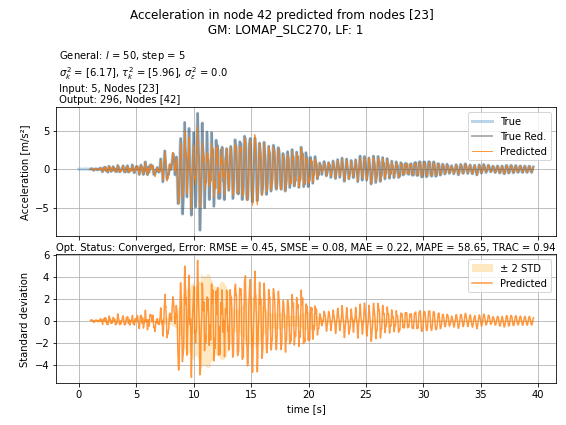 Acceleration in node 42 predicted from nodes [23]
GM: LOMAP_SLC270, LF: 1
General: l = 50, step = 5
σ²ₖ = [6.17], τ²ₖ = [5.96], σ²ₑ = 0.0
Input: 5, Nodes [23]
Output: 296, Nodes [42]
Acceleration [m/s²]
5
0
−5
True
True Red.
Predicted
Opt. Status: Converged, Error: RMSE = 0.45, SMSE = 0.08, MAE = 0.22, MAPE = 58.65, TRAC = 0.94
Standard deviation
6
4
2
0
−2
−4
± 2 STD
Predicted
0 5 10 15 20 25 30 35 40
time [s]